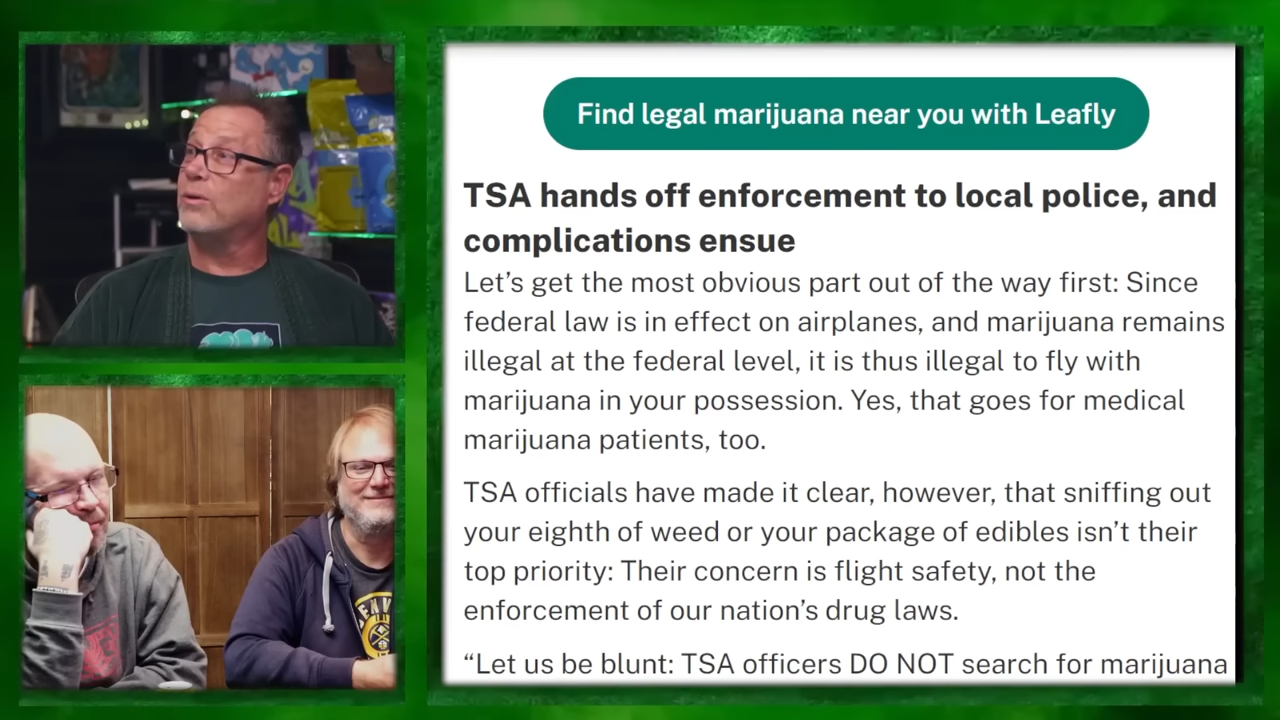 Find legal marijuana near you with Leafly
TSA hands off enforcement to local police, and
complications ensue
Let’s get the most obvious part out of the way first: Since
federal law is in effect on airplanes, and marijuana remains
illegal at the federal level, it is thus illegal to fly with
marijuana in your possession. Yes, that goes for medical
marijuana patients, too.
TSA officials have made it clear, however, that sniffing out
your eighth of weed or your package of edibles isn’t their
top priority: Their concern is flight safety, not the
enforcement of our nation’s drug laws.
“Let us be blunt: TSA officers DO NOT search for marijuana